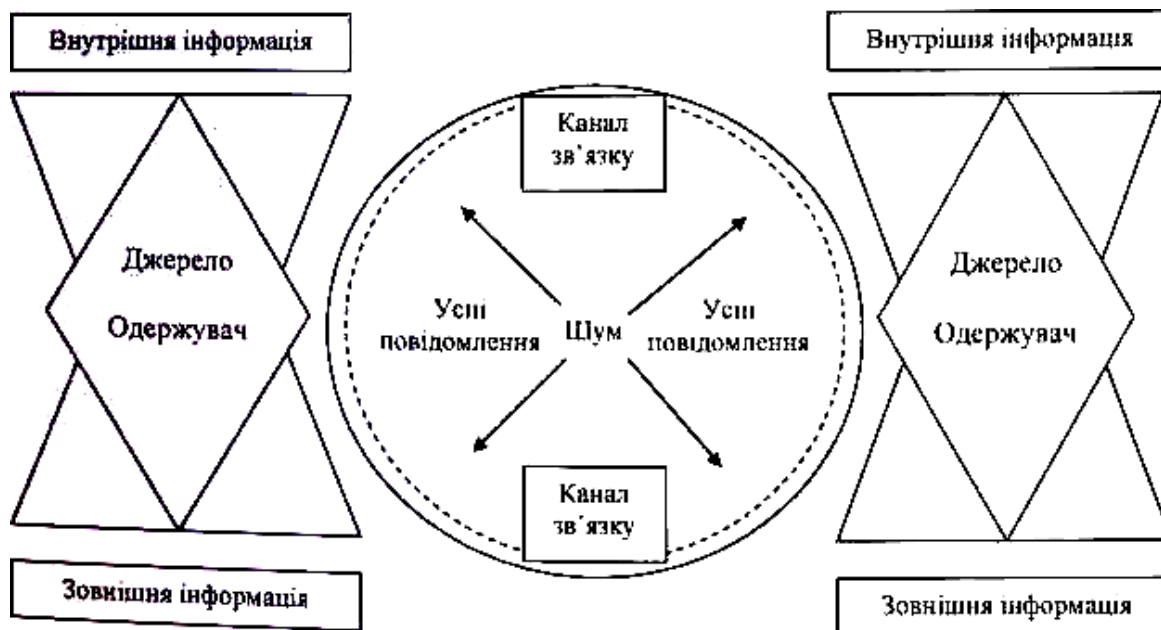 Внутрішня інформація
Внутрішня інформація
Канал
зв'язку
Джерело
Одержувач
Усні
повідомлення
Шум
Усні
повідомлення
Джерело
Одержувач
Канал
зв'язку
Зовнішня інформація
Зовнішня інформація